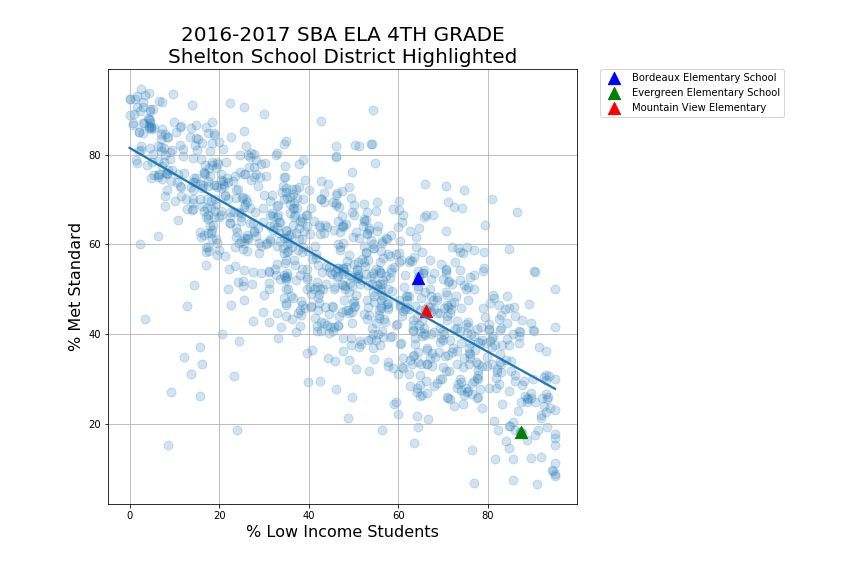 2016-2017 SBA ELA 4TH GRADE
Shelton School District Highlighted
Bordeaux Elementary School
Evergreen Elementary School
Mountain View Elementary
% Met Standard
80
60
40
20
0 20 40 60 80
% Low Income Students